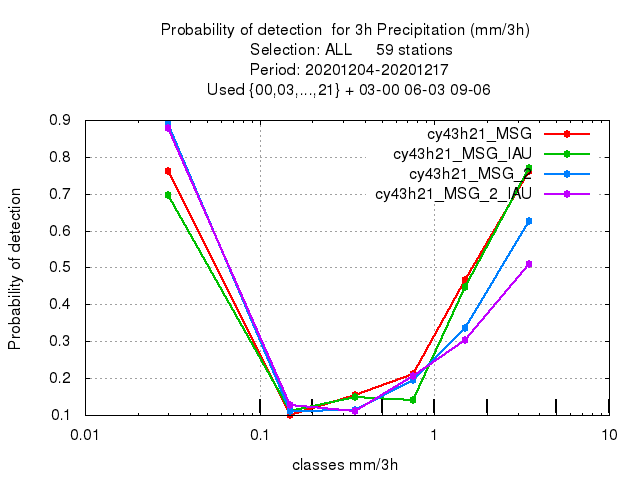 Probability of detection  for 3h Precipitation (mm/3h)
Selection: ALL     59 stations
Period: 20201204-20201217
Used {00,03,...,21} + 03-00 06-03 09-06
cy43h21_MSG
cy43h21_MSG_IAU
cy43h21_MSG_2
cy43h21_MSG_2_IAU
Probability of detection
0.9
0.8
0.7
0.6
0.5
0.4
0.3
0.2
0.1
0.01
0.1
1
10
classes mm/3h